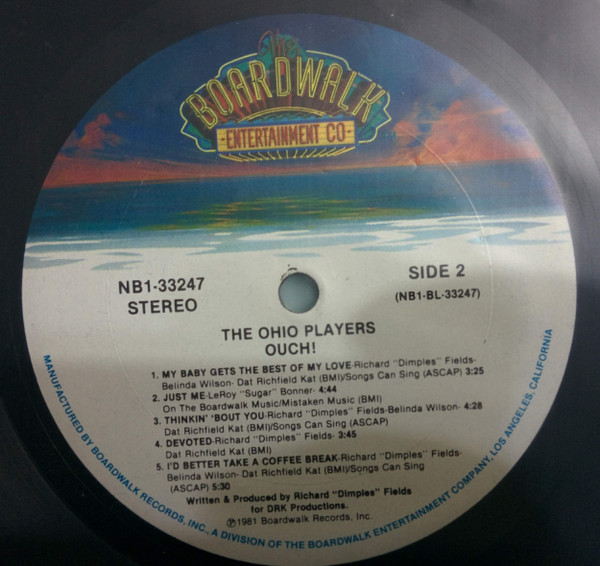 The
BOARDWALK
-ENTERTAINMENT CO-
NB1-33247
STEREO
SIDE 2
(NB1-BL-33247)
THE OHIO PLAYERS
OUCH!
1. MY BABY GETS THE BEST OF MY LOVE-Richard "Dimples" Fields-
Belinda Wilson- Dat Richfield Kat (BMI)/Songs Can Sing (ASCAP) 3:25
2. JUST ME-LeRoy "Sugar" Bonner- 4:44
On The Boardwalk Music/Mistaken Music (BMI)
3. THINKIN' 'BOUT YOU-Richard "Dimples" Fields-Belinda Wilson- 4:28
Dat Richfield Kat (BMI)/Songs Can Sing (ASCAP)
4. DEVOTED-Richard "Dimples" Fields- 3:45
Dat Richfield Kat (BMI)
5. I'D BETTER TAKE A COFFEE BREAK-Richard "Dimples" Fields-
Belinda Wilson- Dat Richfield Kat (BMI)/Songs Can Sing
(ASCAP) 5:30
Written & Produced by Richard "Dimples" Fields
for DRK Productions.
℗1981 Boardwalk Records, Inc.
MANUFACTURED BY BOARDWALK RECORDS, INC., A DIVISION OF THE BOARDWALK ENTERTAINMENT COMPANY, LOS ANGELES, CALIFORNIA